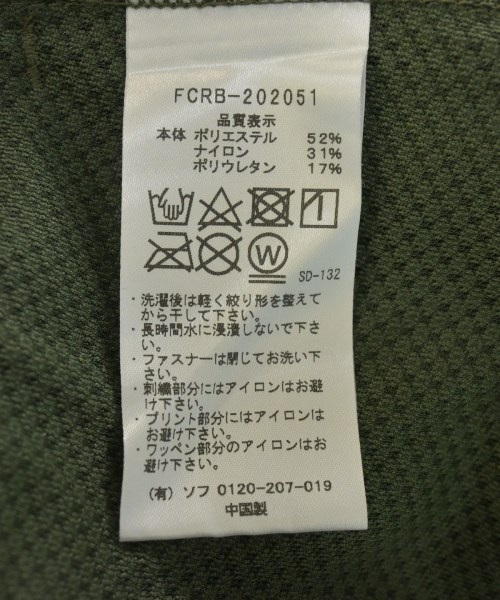 FCRB-202051
品質表示
本体 ポリエステル 52%
ナイロン 31%
ポリウレタン 17%
W
SD-132
・洗濯後は軽く絞り形を整えて
から干して下さい。
・長時間水に浸漬しないで下さ
い。
・ファスナーは閉じてお洗い下
さい。
・刺繍部分にはアイロンはお避
け下さい。
・プリント部分にはアイロンは
お避け下さい。
・ワッペン部分のアイロンはお
避け下さい。
(有) ソフ 0120-207-019
中国製